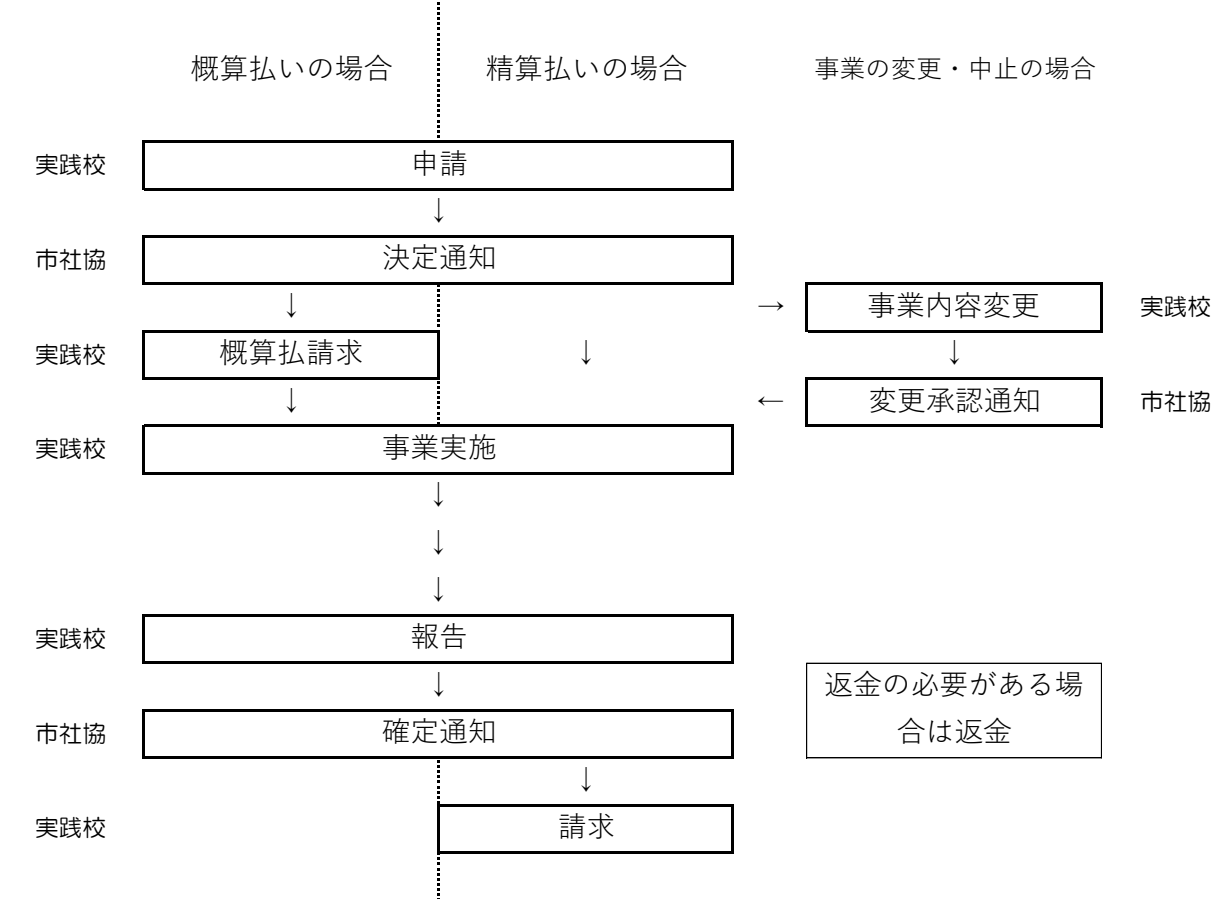 概算払いの場合
精算払いの場合
事業の変更・中止の場合
実践校
申請
↓
市社協
決定通知
↓
→
事業内容変更
実践校
実践校
概算払請求
↓
↓
↓
←
変更承認通知
市社協
実践校
事業実施
↓
↓
↓
実践校
報告
↓
返金の必要がある場
合は返金
市社協
確定通知
↓
実践校
請求